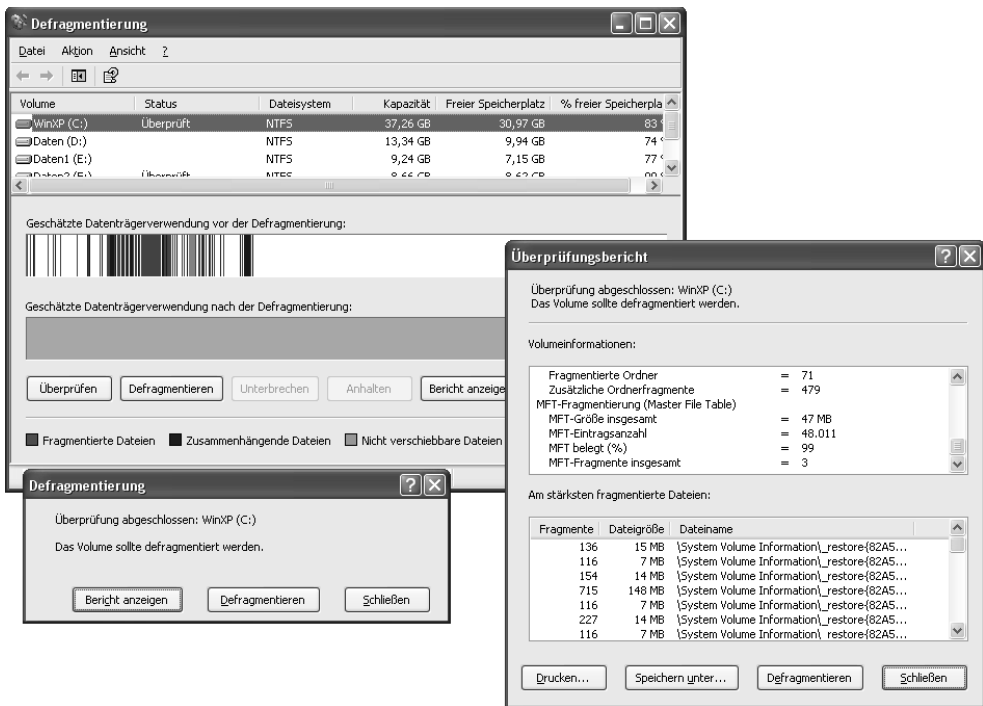 Defragmentierung
Datei Aktion Ansicht ?
Volume Status Dateisystem Kapazität Freier Speicherplatz % freier Speicherpla
WinXP (C:) Überprüft NTFS 37,26 GB 30,97 GB 83
Daten (D:) NTFS 13,34 GB 9,94 GB 74
Daten1 (E:) NTFS 9,24 GB 7,15 GB 77
Geschätzte Datenträgerverwendung vor der Defragmentierung:
Geschätzte Datenträgerverwendung nach der Defragmentierung:
Überprüfen Defragmentieren Unterbrechen Anhalten Bericht anzeige
Fragmentierte Dateien Zusammenhängende Dateien Nicht verschiebbare Dateien
Defragmentierung
Überprüfung abgeschlossen: WinXP (C:)
Das Volume sollte defragmentiert werden.
Bericht anzeigen Defragmentieren Schließen
Überprüfungsbericht
Überprüfung abgeschlossen: WinXP (C:)
Das Volume sollte defragmentiert werden.
Volumeinformationen:
Fragmentierte Ordner = 71
Zusätzliche Ordnerfragmente = 479
MFT-Fragmentierung (Master File Table)
MFT-Größe insgesamt = 47 MB
MFT-Eintragsanzahl = 48.011
MFT belegt (%) = 99
MFT-Fragmente insgesamt = 3
Am stärksten fragmentierte Dateien:
Fragmente Dateigröße Dateiname
136 15 MB \System Volume Information\_restore{82A5...
116 7 MB \System Volume Information\_restore{82A5...
154 14 MB \System Volume Information\_restore{82A5...
715 148 MB \System Volume Information\_restore{82A5...
116 7 MB \System Volume Information\_restore{82A5...
227 14 MB \System Volume Information\_restore{82A5...
116 7 MB \System Volume Information\_restore{82A5...
Drucken... Speichern unter... Defragmentieren Schließen